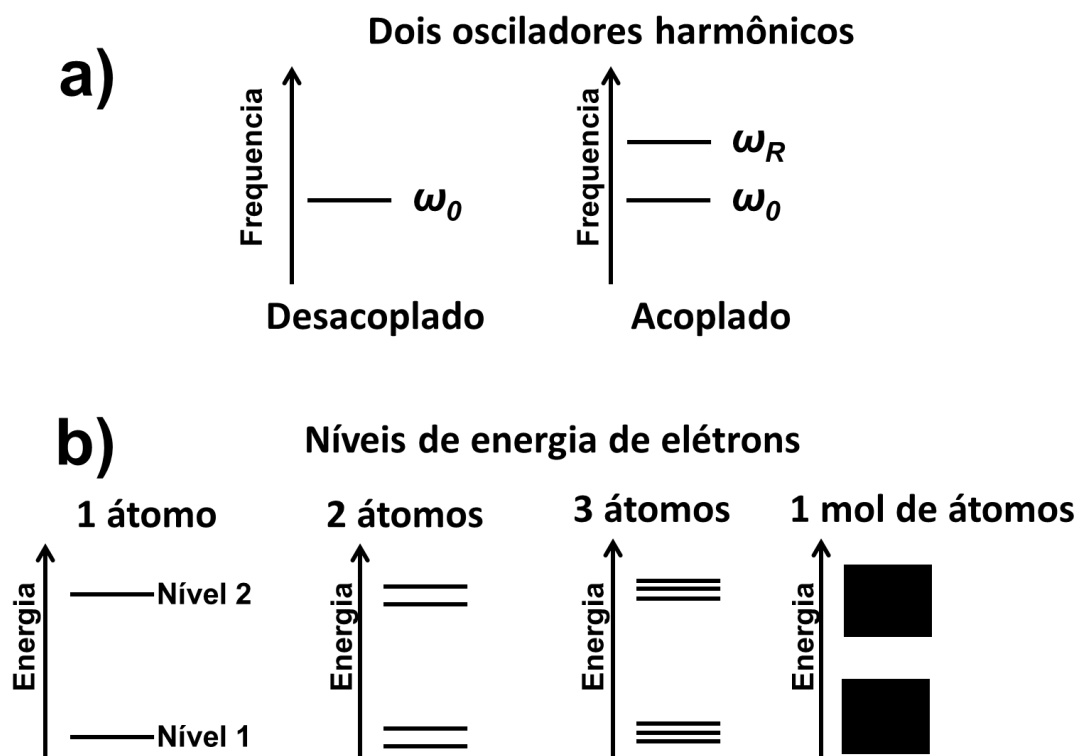 Dois osciladores harmônicos
a)
Frequencia
ω0
Desacoplado
Frequencia
ωR
ω0
Acoplado
b)
Níveis de energia de elétrons
1 átomo
2 átomos
3 átomos
1 mol de átomos
Energia
Nível 2
Nível 1
Energia
Energia
Energia